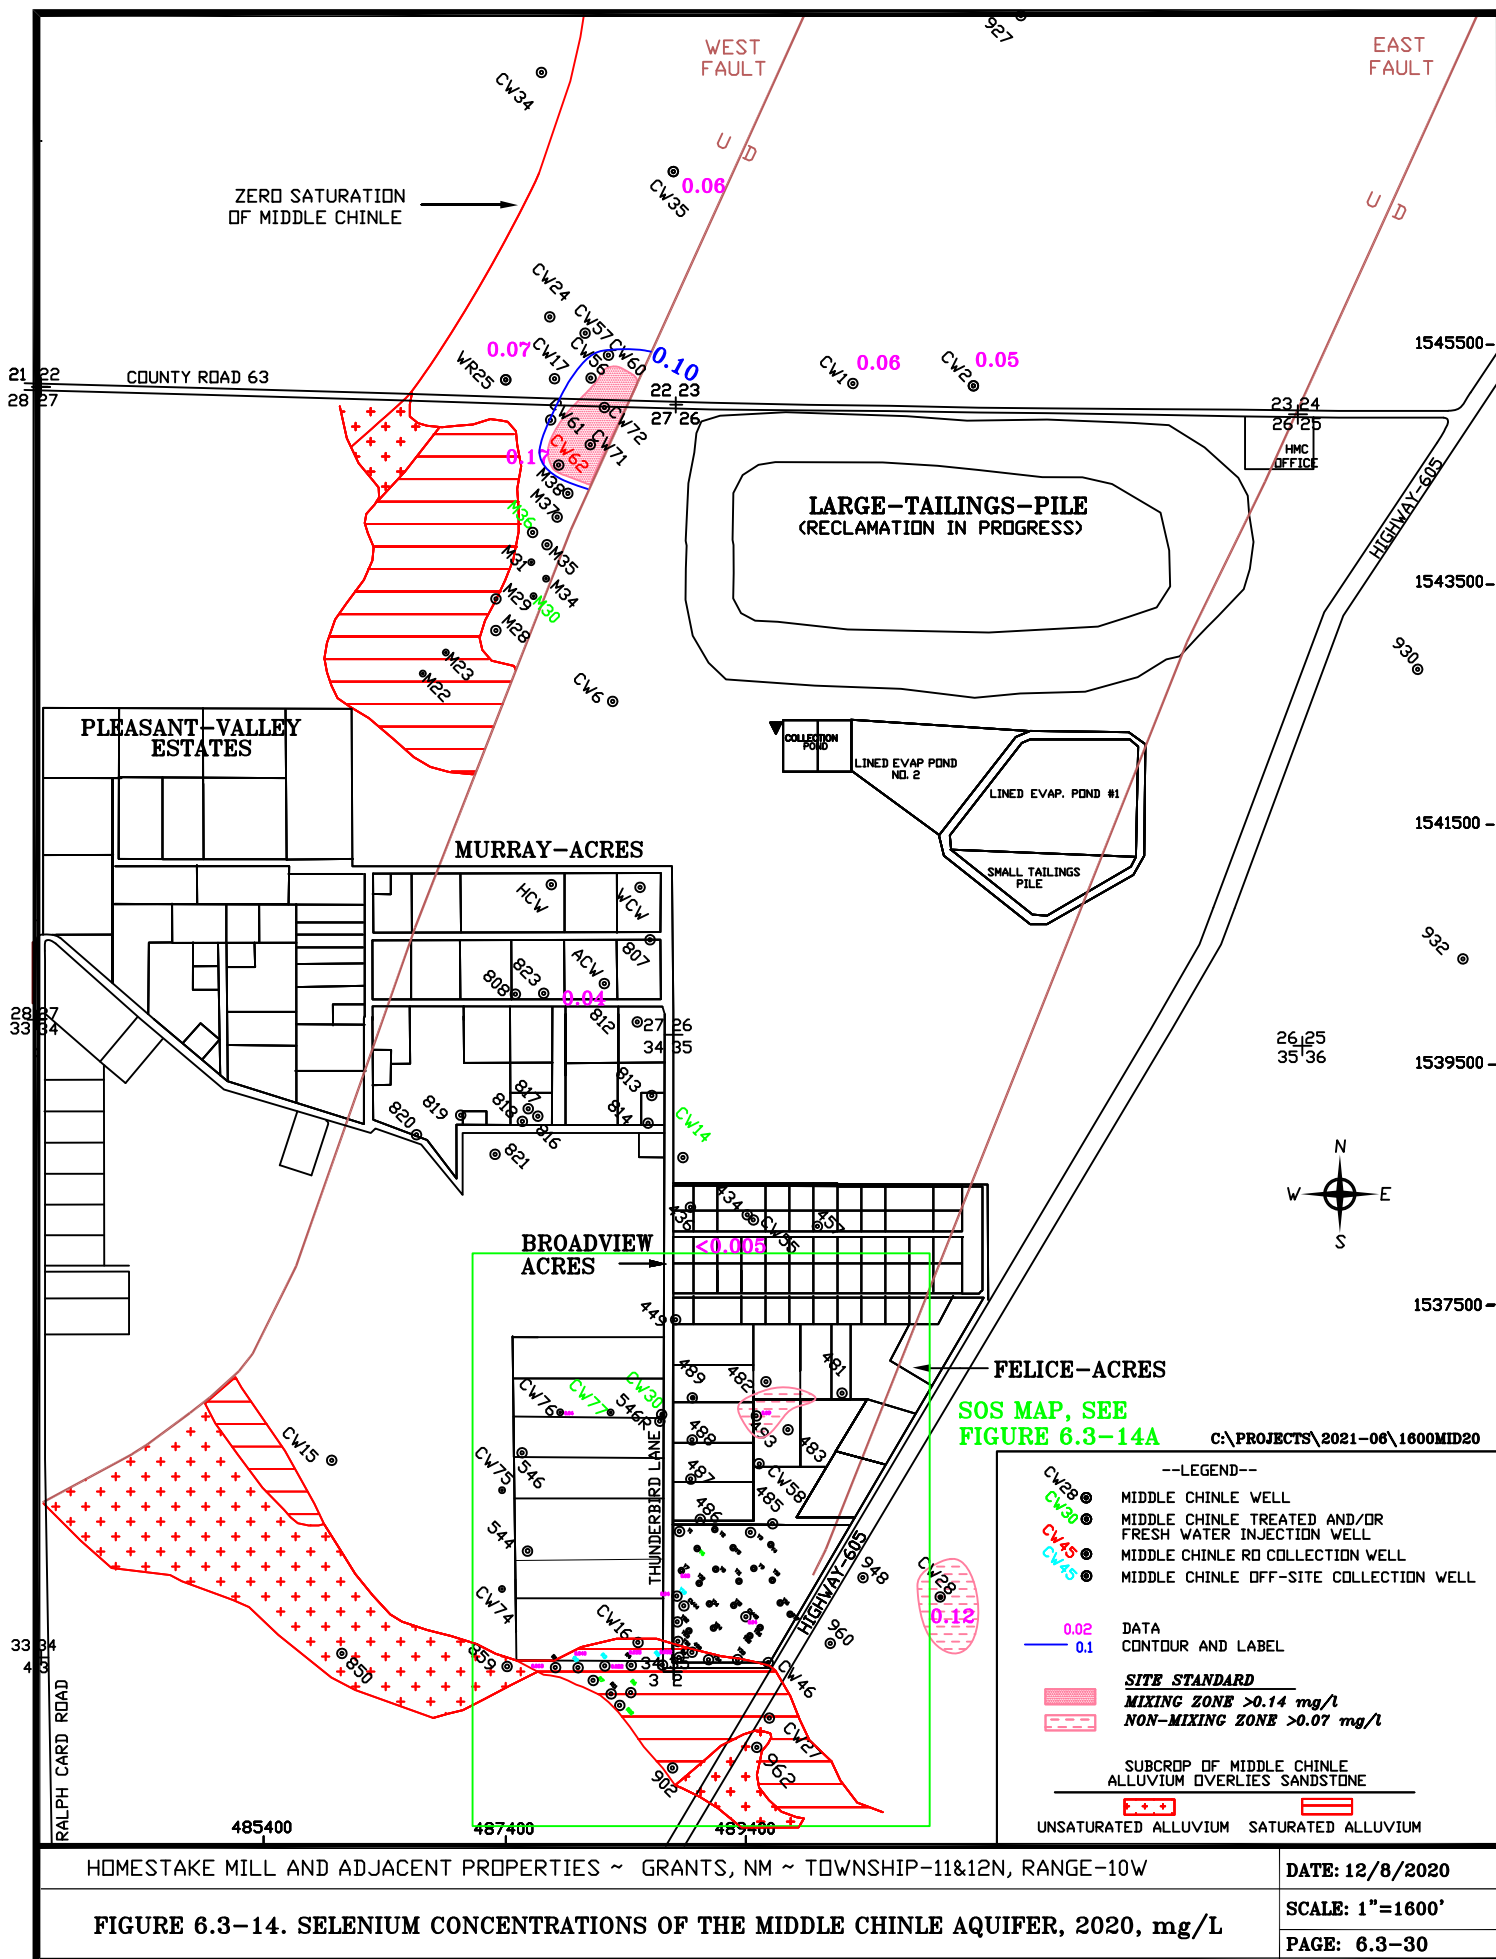 927
WEST
FAULT
EAST
FAULT
CW34
U D
CW35
0.06
U D
ZERO SATURATION
OF MIDDLE CHINLE
CW24
CW57
CW60
CW56
CW17
0.07
WR25
0.10
CW1
0.06
CW2
0.05
1545500
21 22
28 27
COUNTY ROAD 63
22 23
27 26
23 24
26 25
HMC
OFFICE
CW61
CW72
CW71
CW62
0.17
M38
M37
M36
M35
M31
M34
M30
M29
M28
M23
M22
CW6
LARGE-TAILINGS-PILE
(RECLAMATION IN PROGRESS)
HIGHWAY-605
1543500
930
PLEASANT-VALLEY
ESTATES
COLLECTION
POND
LINED EVAP POND
NO. 2
LINED EVAP. POND #1
SMALL TAILINGS
PILE
1541500
MURRAY-ACRES
HCW
WCW
807
ACW
823
808
0.04
812
932
28 27
33 34
27 26
34 35
26 25
35 36
1539500
813
814
817
818
816
819
820
821
CW14
N
W E
S
436
434
CW55
457
<0.005
BROADVIEW
ACRES
1537500
449
FELICE-ACRES
489
482
481
CW76
CW77
CW30
546R
493
483
488
487
486
485
CW58
SOS MAP, SEE
FIGURE 6.3-14A
C:\PROJECTS\2021-06\1600MID20
CW15
CW75
546
544
CW74
THUNDERBIRD LANE
HIGHWAY-605
948
CW28
0.12
960
CW16
859
850
CW46
CW27
962
902
33 34
4 3
34 35
3 2
RALPH CARD ROAD
485400
487400
489400
--LEGEND--
CW28 MIDDLE CHINLE WELL
CW30 MIDDLE CHINLE TREATED AND/OR
FRESH WATER INJECTION WELL
CW45 MIDDLE CHINLE RO COLLECTION WELL
CW45 MIDDLE CHINLE OFF-SITE COLLECTION WELL
0.02 DATA
0.1 CONTOUR AND LABEL
SITE STANDARD
MIXING ZONE >0.14 mg/l
NON-MIXING ZONE >0.07 mg/l
SUBCROP OF MIDDLE CHINLE
ALLUVIUM OVERLIES SANDSTONE
UNSATURATED ALLUVIUM SATURATED ALLUVIUM
HOMESTAKE MILL AND ADJACENT PROPERTIES ~ GRANTS, NM ~ TOWNSHIP-11&12N, RANGE-10W
DATE: 12/8/2020
FIGURE 6.3-14. SELENIUM CONCENTRATIONS OF THE MIDDLE CHINLE AQUIFER, 2020, mg/L
SCALE: 1"=1600'
PAGE: 6.3-30